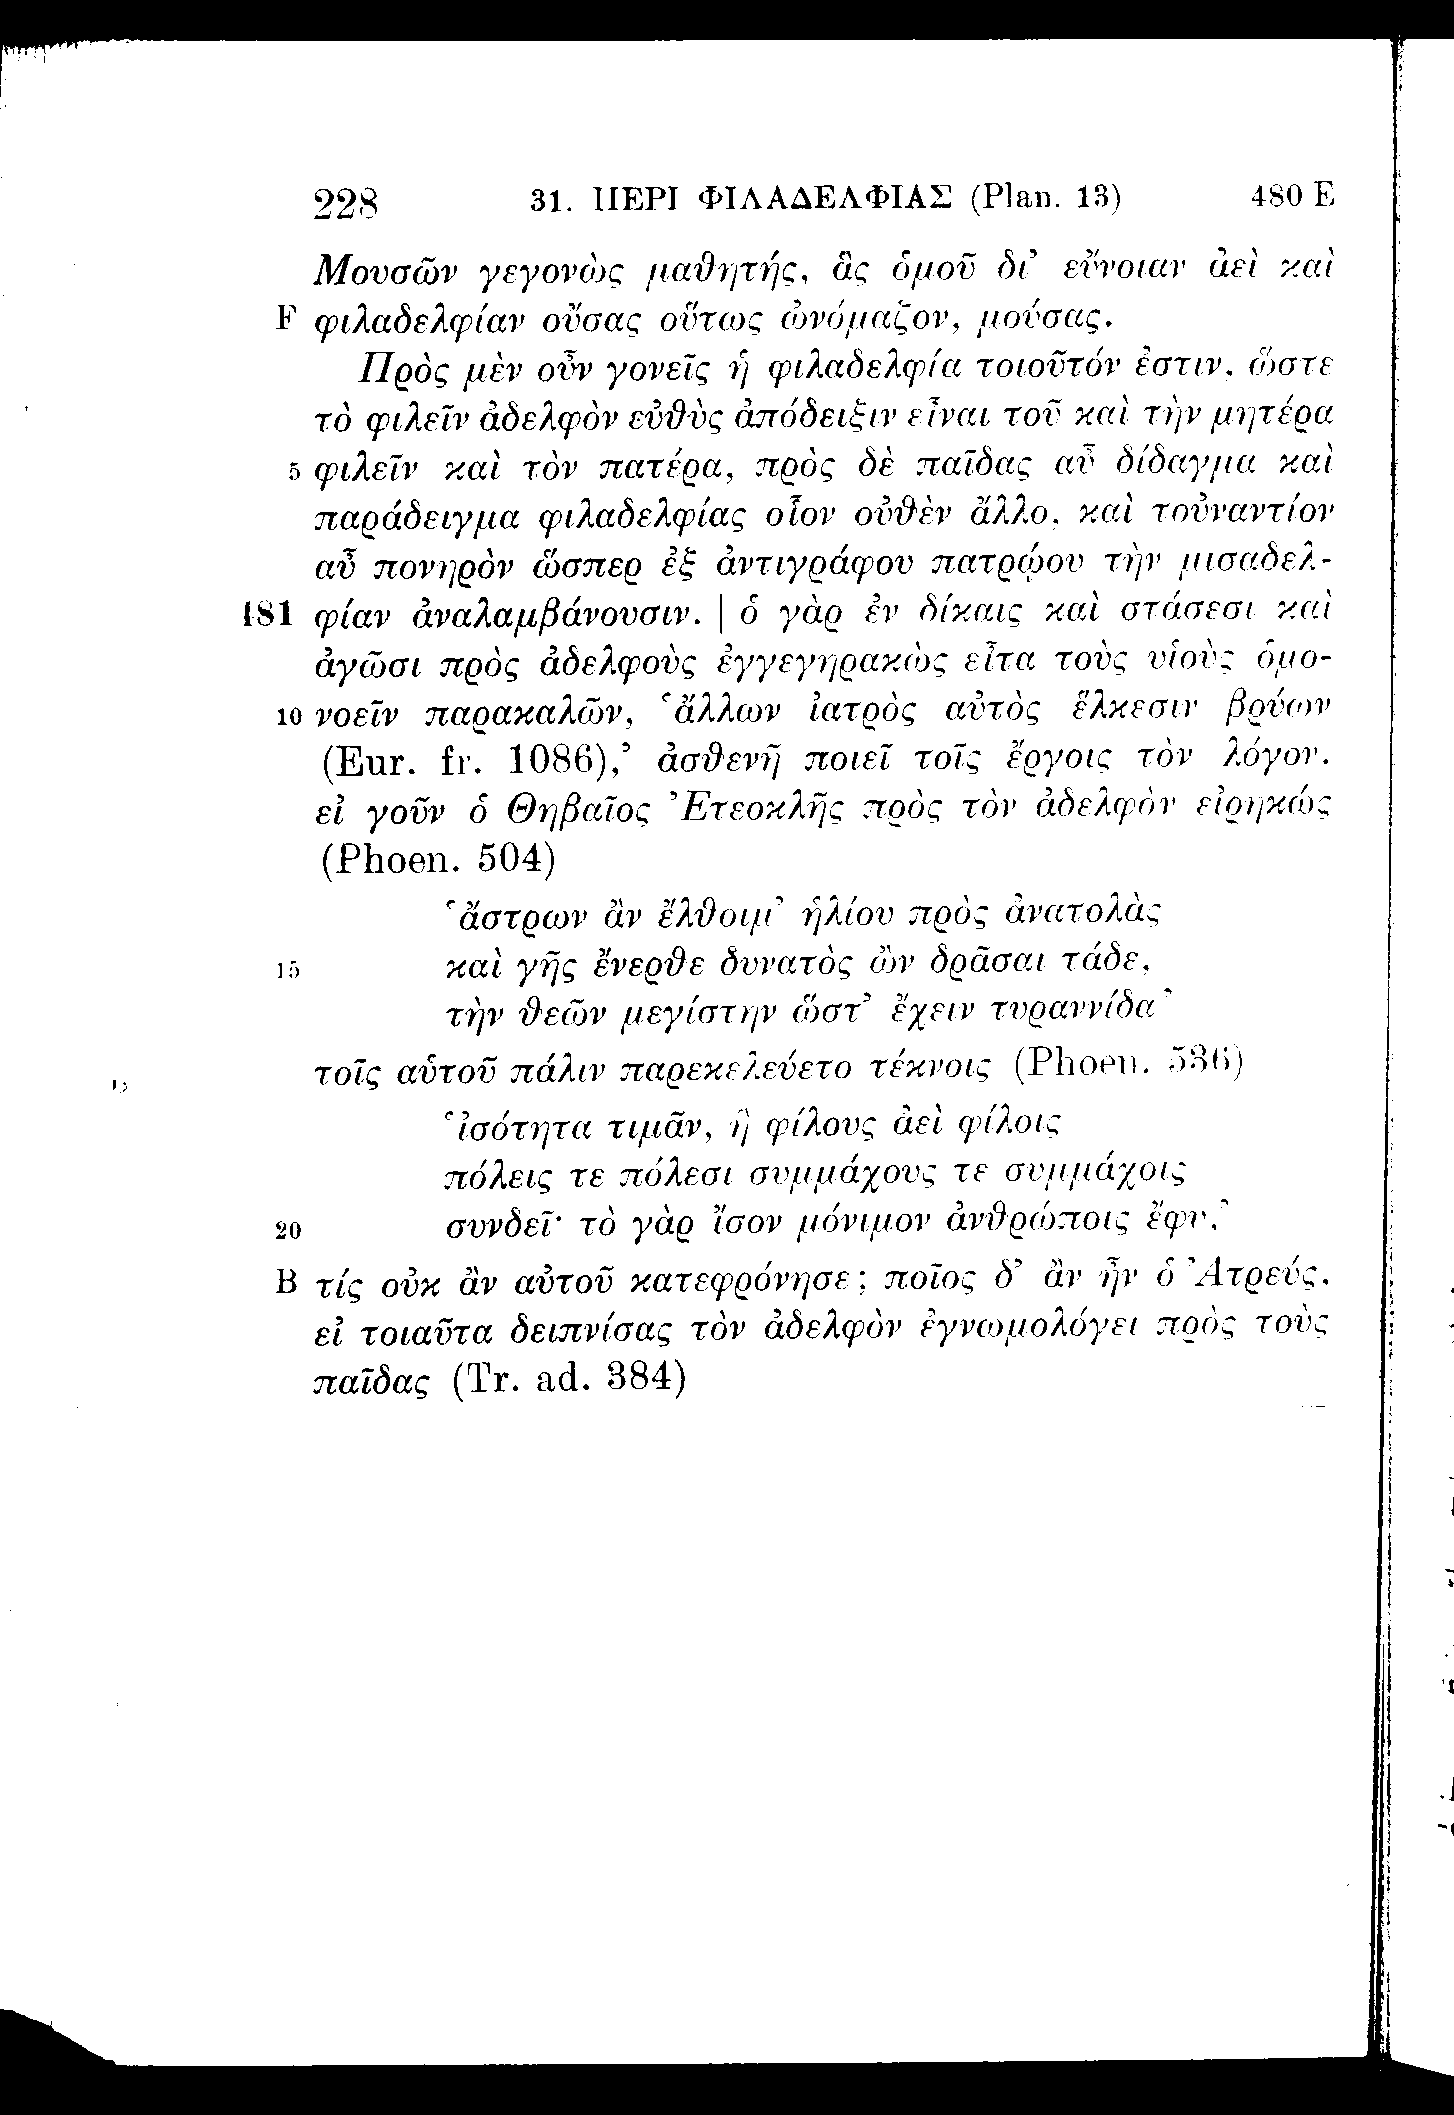 228 31. ΠΕΡΙ ΦΙΛΑΔΕΛΦΙΑΣ (Plan. 13) 480 E
Μουσῶν γεγονὼς μαθητής, ἃς ὁμοῦ δι’ εὔνοιαν ἀεὶ καὶ
F φιλαδελφίαν οὔσας οὕτως ὠνόμαζον, μούσας.
Πρὸς μὲν οὖν γονεῖς ἡ φιλαδελφία τοιοῦτόν ἐστιν, ὥστε
τὸ φιλεῖν ἀδελφὸν εὐθὺς ἀπόδειξιν εἶναι τοῦ καὶ τὴν μητέρα
5 φιλεῖν καὶ τὸν πατέρα, πρὸς δὲ παῖδας αὖ δίδαγμα καὶ
παράδειγμα φιλαδελφίας οἷον οὐθὲν ἄλλο, καὶ τοὐναντίον
αὖ πονηρὸν ὥσπερ ἐξ ἀντιγράφου πατρῴου τὴν μισαδελ-
481 φίαν ἀναλαμβάνουσιν. | ὁ γὰρ ἐν δίκαις καὶ στάσεσι καὶ
ἀγῶσι πρὸς ἀδελφοὺς ἐγγεγηρακὼς εἶτα τοὺς υἱοὺς ὁμο-
10 νοεῖν παρακαλῶν, ‘ἄλλων ἰατρὸς αὐτὸς ἕλκεσιν βρύων
(Eur. fr. 1086),’ ἀσθενῆ ποιεῖ τοῖς ἔργοις τὸν λόγον.
εἰ γοῦν ὁ Θηβαῖος Ἐτεοκλῆς πρὸς τὸν ἀδελφὸν εἰρηκώς
(Phoen. 504)
‘ἄστρων ἂν ἔλθοιμ’ ἡλίου πρὸς ἀνατολὰς
15 καὶ γῆς ἔνερθε δυνατὸς ὢν δρᾶσαι τάδε,
τὴν θεῶν μεγίστην ὥστ’ ἔχειν τυραννίδα’
τοῖς αὑτοῦ πάλιν παρεκελεύετο τέκνοις (Phoen. 536)
‘ἰσότητα τιμᾶν, ἣ φίλους ἀεὶ φίλοις
πόλεις τε πόλεσι συμμάχους τε συμμάχοις
20 συνδεῖ· τὸ γὰρ ἴσον μόνιμον ἀνθρώποις ἔφυ,’
B τίς οὐκ ἂν αὐτοῦ κατεφρόνησε; ποῖος δ’ ἂν ἦν ὁ Ἀτρεύς,
εἰ τοιαῦτα δειπνίσας τὸν ἀδελφὸν ἐγνωμολόγει πρὸς τοὺς
παῖδας (Tr. ad. 384)